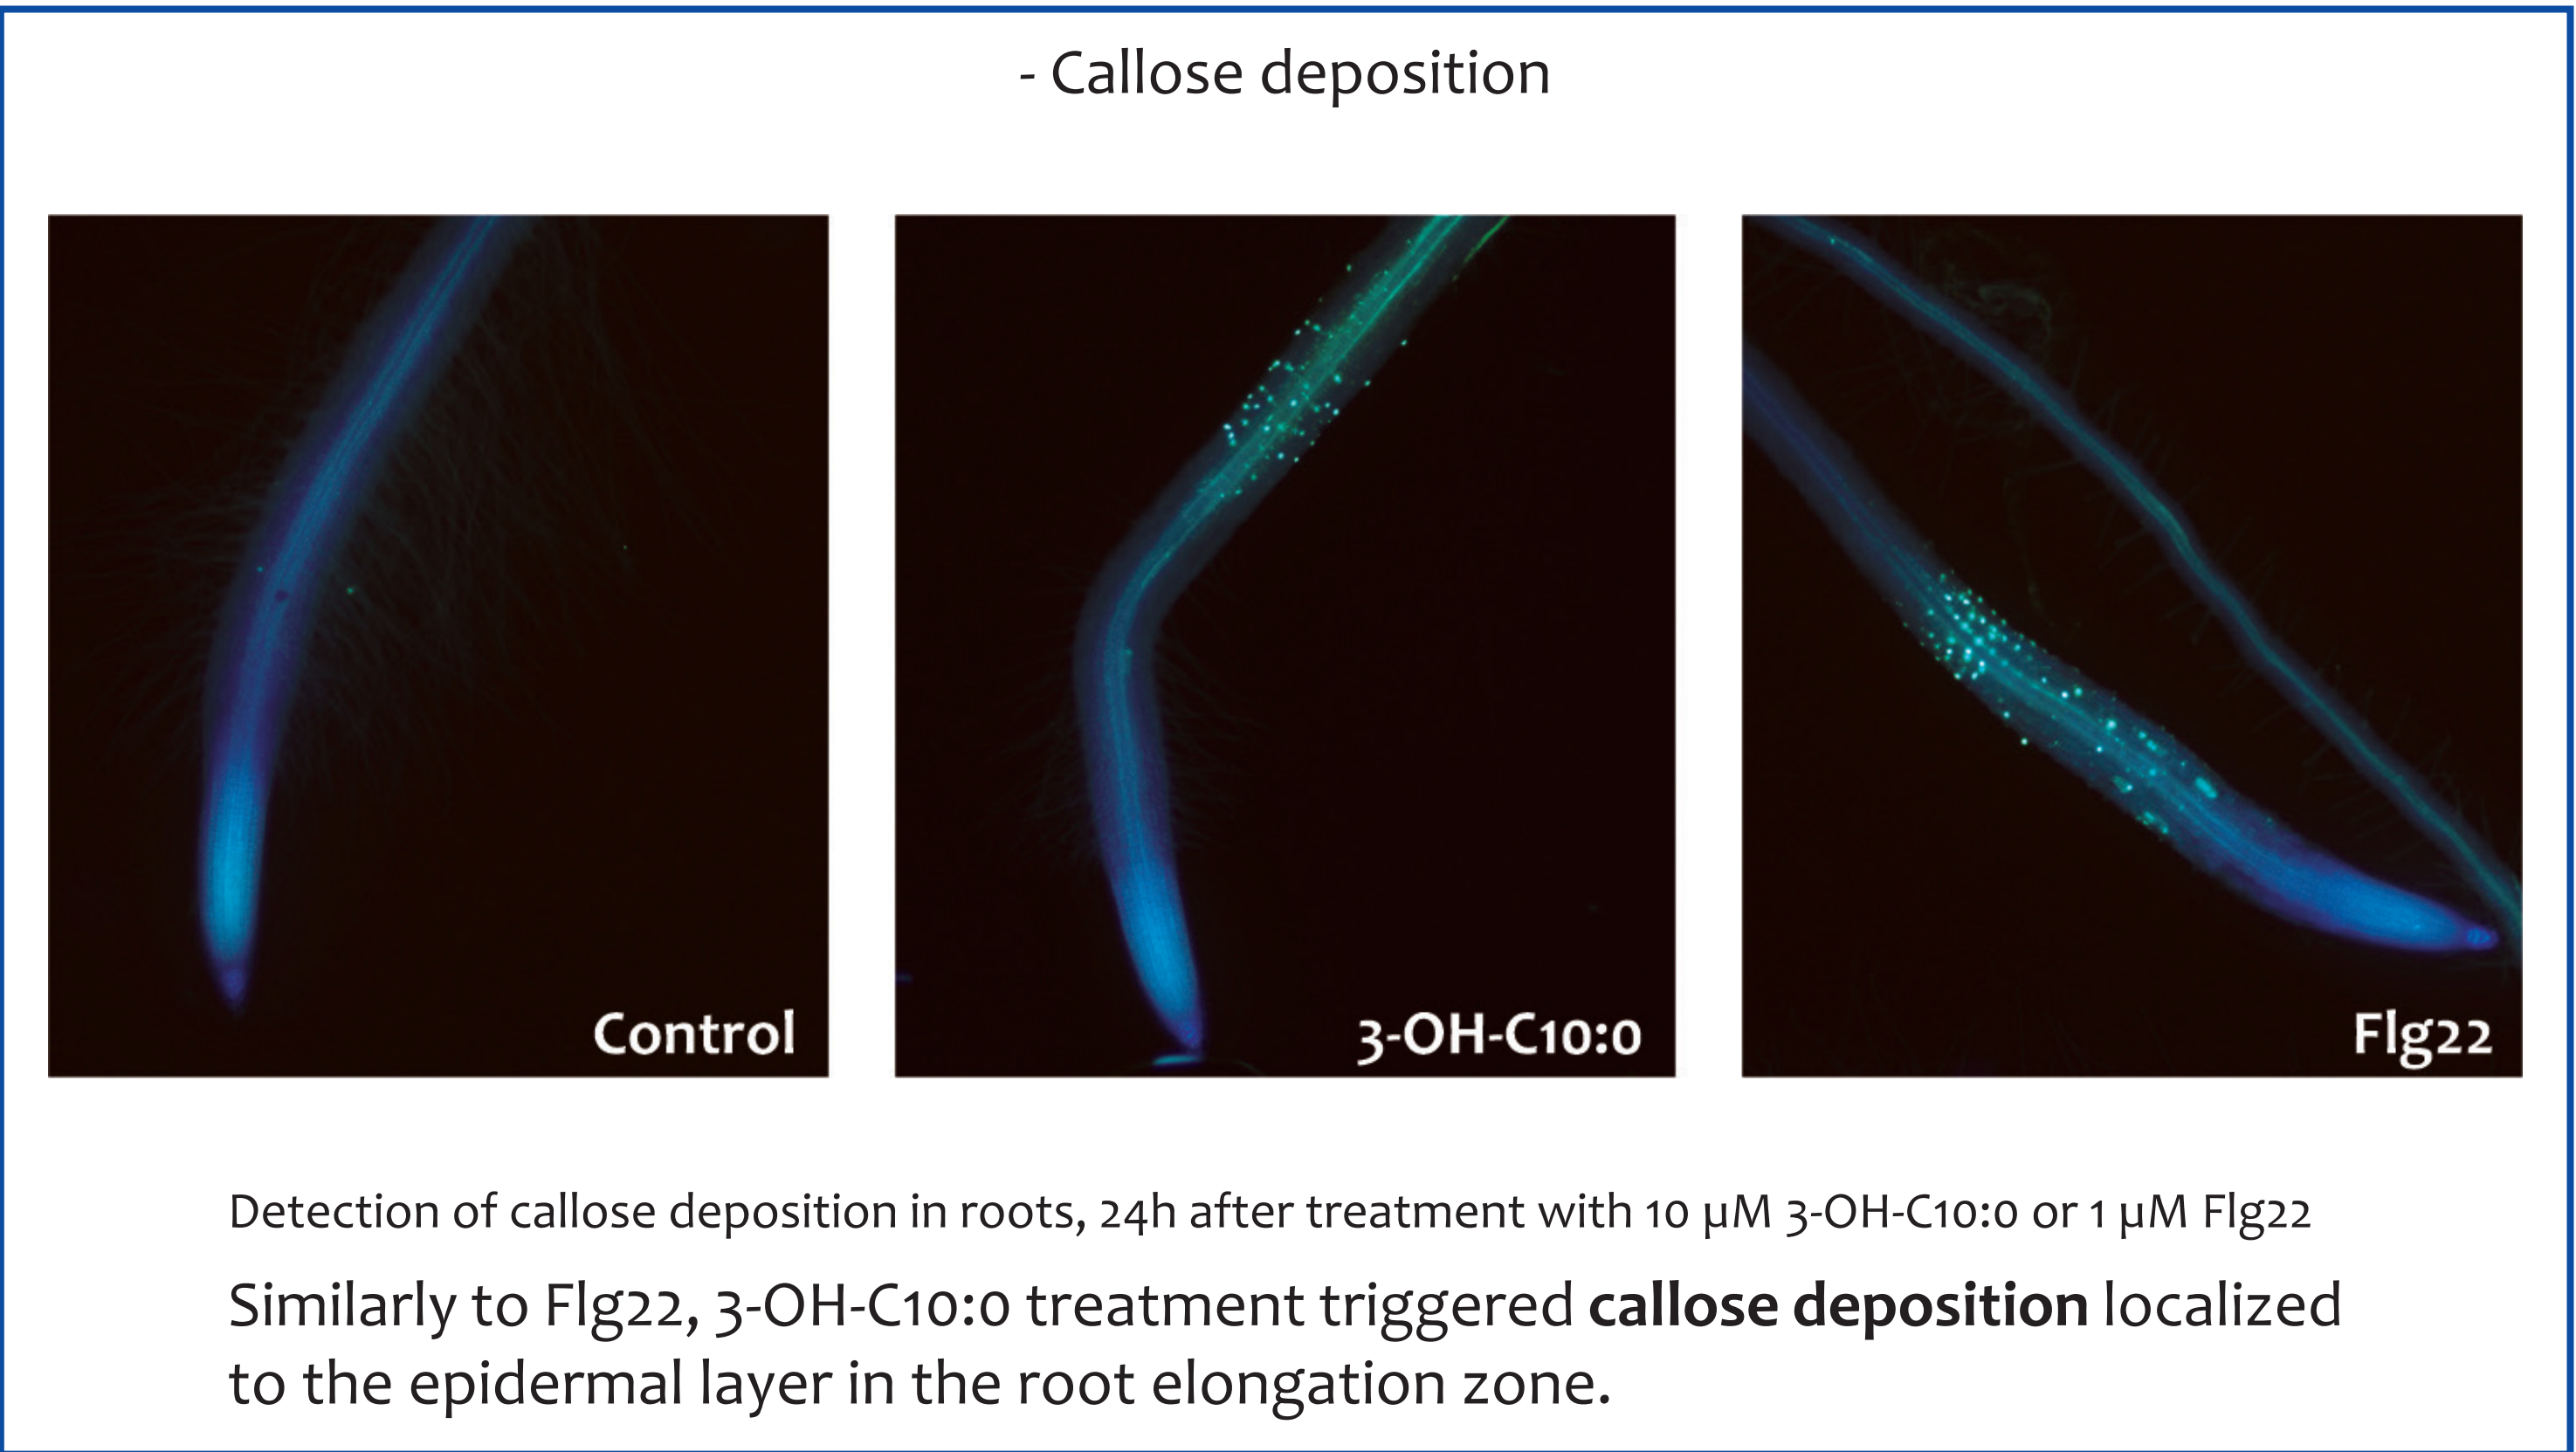 - Callose deposition
Control
3-OH-C10:0
Flg22
Detection of callose deposition in roots, 24h after treatment with 10 µM 3-OH-C10:0 or 1 µM Flg22
Similarly to Flg22, 3-OH-C10:0 treatment triggered callose deposition localized
to the epidermal layer in the root elongation zone.